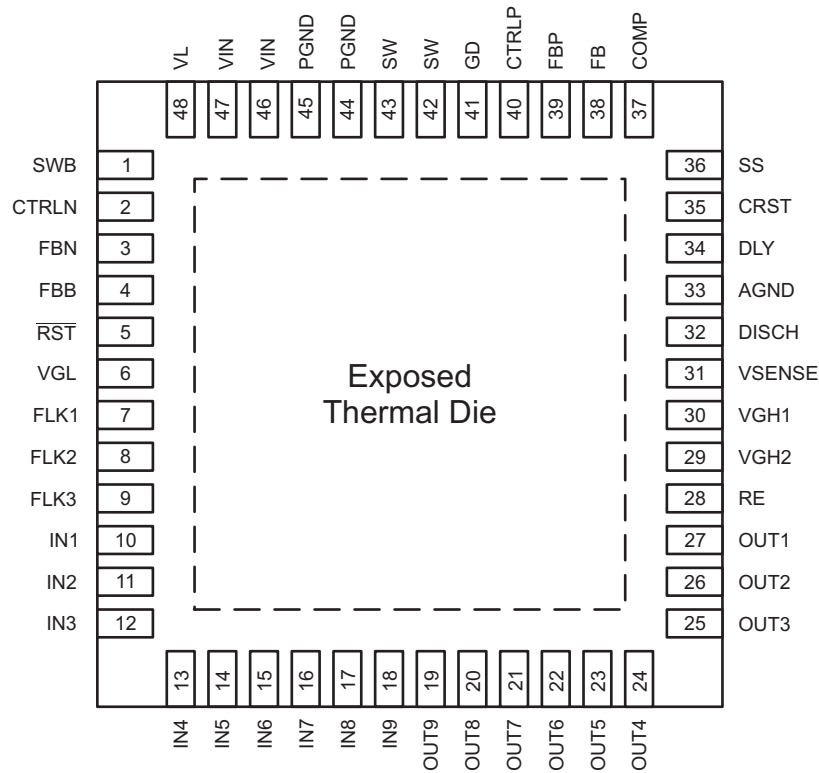 VL VIN VIN PGND PGND SW SW GD CTRLP FBP FB COMP
48 47 46 45 44 43 42 41 40 39 38 37
SWB 1 36 SS
CTRLN 2 35 CRST
FBN 3 34 DLY
FBB 4 33 AGND
R̅S̅T̅ 5 32 DISCH
VGL 6 31 VSENSE
Exposed
Thermal Die
FLK1 7 30 VGH1
FLK2 8 29 VGH2
FLK3 9 28 RE
IN1 10 27 OUT1
IN2 11 26 OUT2
IN3 12 25 OUT3
13 14 15 16 17 18 19 20 21 22 23 24
IN4 IN5 IN6 IN7 IN8 IN9 OUT9 OUT8 OUT7 OUT6 OUT5 OUT4